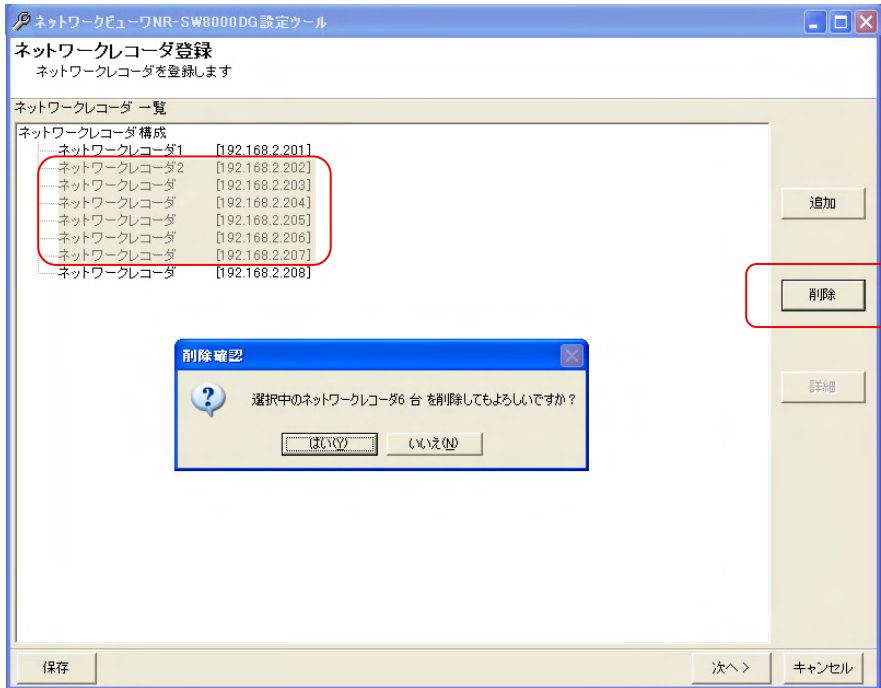 ネットワークビューワNR-SW8000DG設定ツール
ネットワークレコーダ登録
ネットワークレコーダを登録します
ネットワークレコーダ 一覧
ネットワークレコーダ構成
ネットワークレコーダ1 [192.168.2.201]
ネットワークレコーダ2 [192.168.2.202]
ネットワークレコーダ [192.168.2.203]
ネットワークレコーダ [192.168.2.204]
ネットワークレコーダ [192.168.2.205]
ネットワークレコーダ [192.168.2.206]
ネットワークレコーダ [192.168.2.207]
ネットワークレコーダ [192.168.2.208]
追加
削除
詳細
削除確認
選択中のネットワークレコーダ6 台 を削除してもよろしいですか？
はい(Y) いいえ(N)
保存 次へ > キャンセル